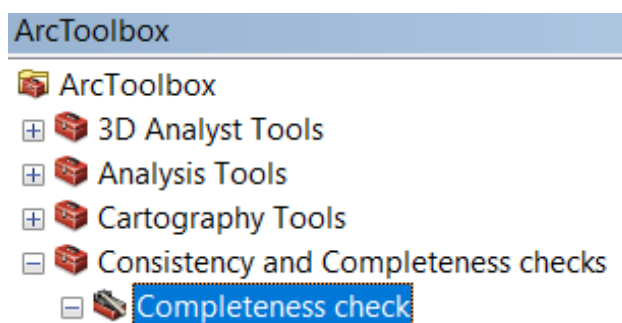 ArcToolbox
ArcToolbox
3D Analyst Tools
Analysis Tools
Cartography Tools
Consistency and Completeness checks
Completeness check